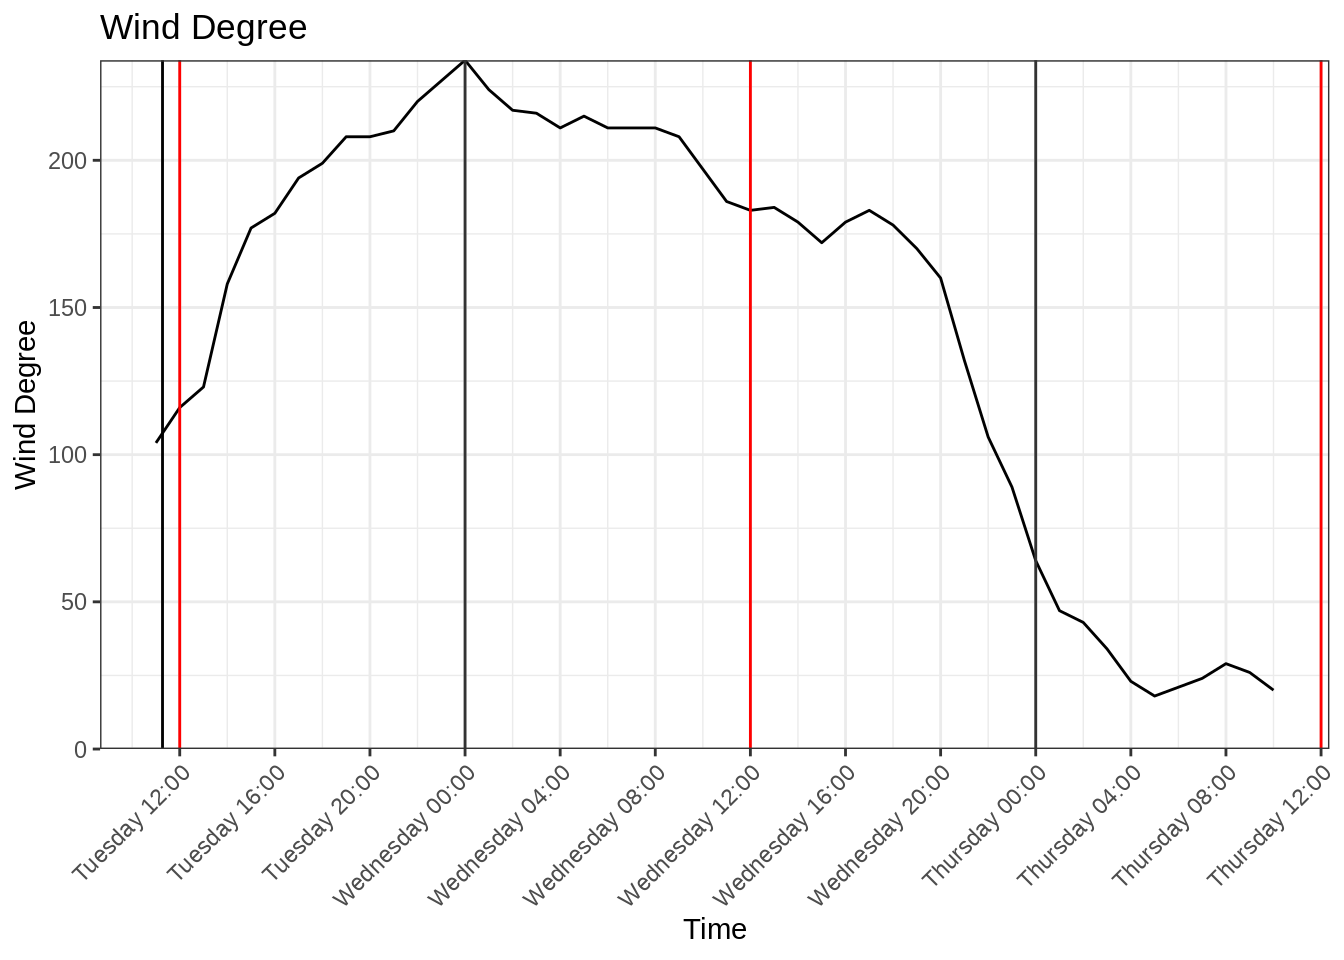 Wind Degree
Wind Degree
200
150
100
50
0
Tuesday 12:00
Tuesday 16:00
Tuesday 20:00
Wednesday 00:00
Wednesday 04:00
Wednesday 08:00
Wednesday 12:00
Wednesday 16:00
Wednesday 20:00
Thursday 00:00
Thursday 04:00
Thursday 08:00
Thursday 12:00
Time